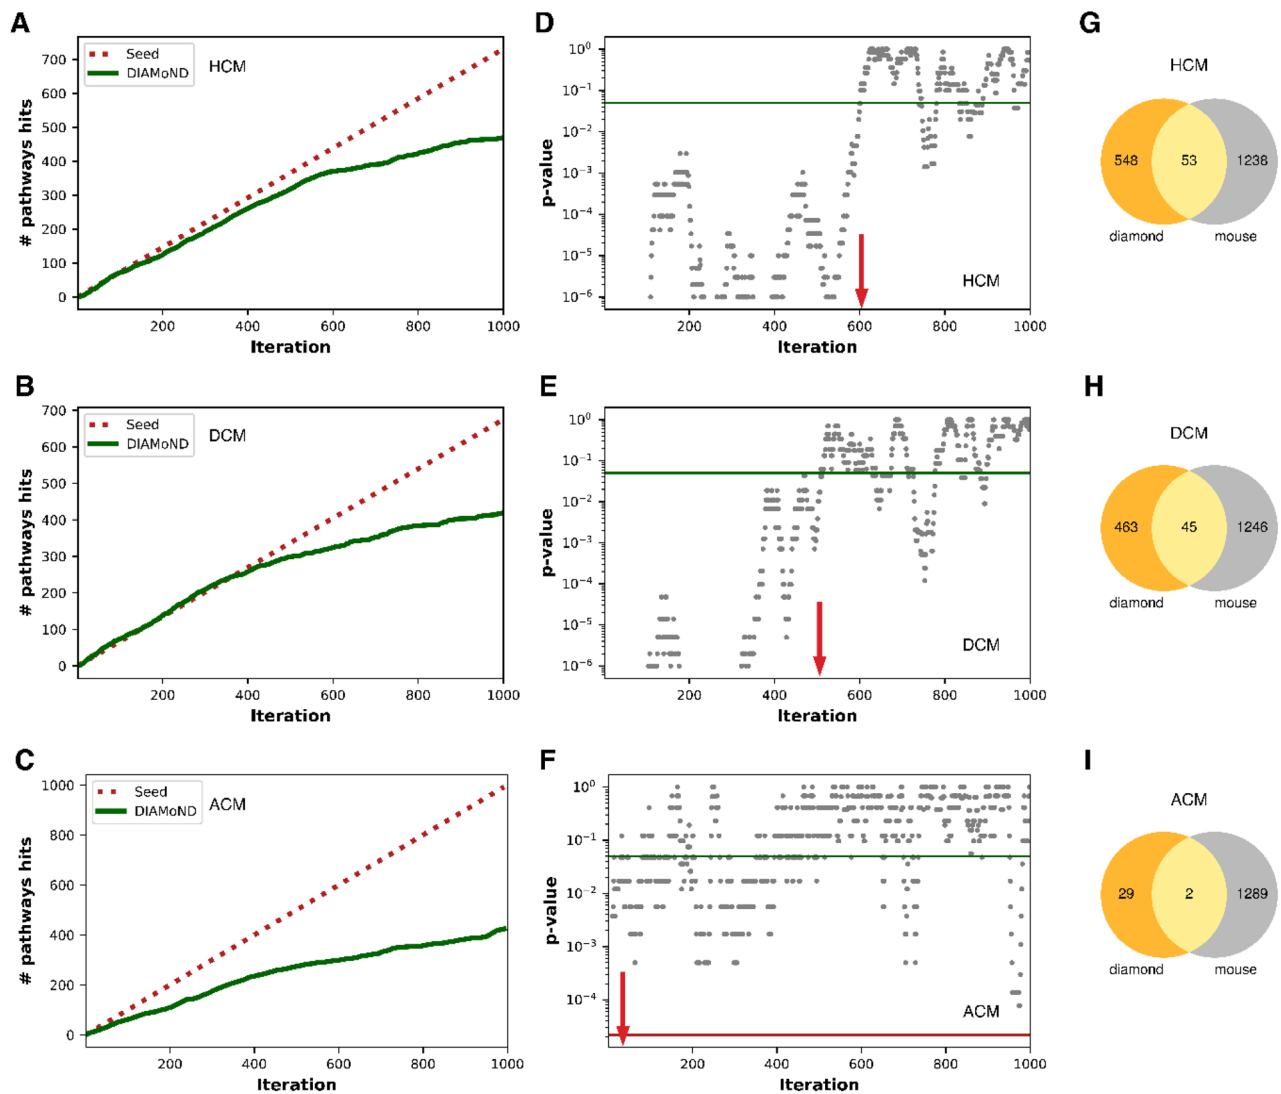 A
Seed
DIAMoND
HCM
# pathways hits
700
600
500
400
300
200
100
0
200 400 600 800 1000
Iteration
D
p-value
10⁰
10⁻¹
10⁻²
10⁻³
10⁻⁴
10⁻⁵
10⁻⁶
HCM
200 400 600 800 1000
Iteration
G
HCM
548 53 1238
diamond mouse
B
Seed
DIAMoND
DCM
# pathways hits
700
600
500
400
300
200
100
0
200 400 600 800 1000
Iteration
E
p-value
10⁰
10⁻¹
10⁻²
10⁻³
10⁻⁴
10⁻⁵
10⁻⁶
DCM
200 400 600 800 1000
Iteration
H
DCM
463 45 1246
diamond mouse
C
Seed
DIAMoND
ACM
# pathways hits
1000
800
600
400
200
0
200 400 600 800 1000
Iteration
F
p-value
10⁰
10⁻¹
10⁻²
10⁻³
10⁻⁴
ACM
200 400 600 800 1000
Iteration
I
ACM
29 2 1289
diamond mouse